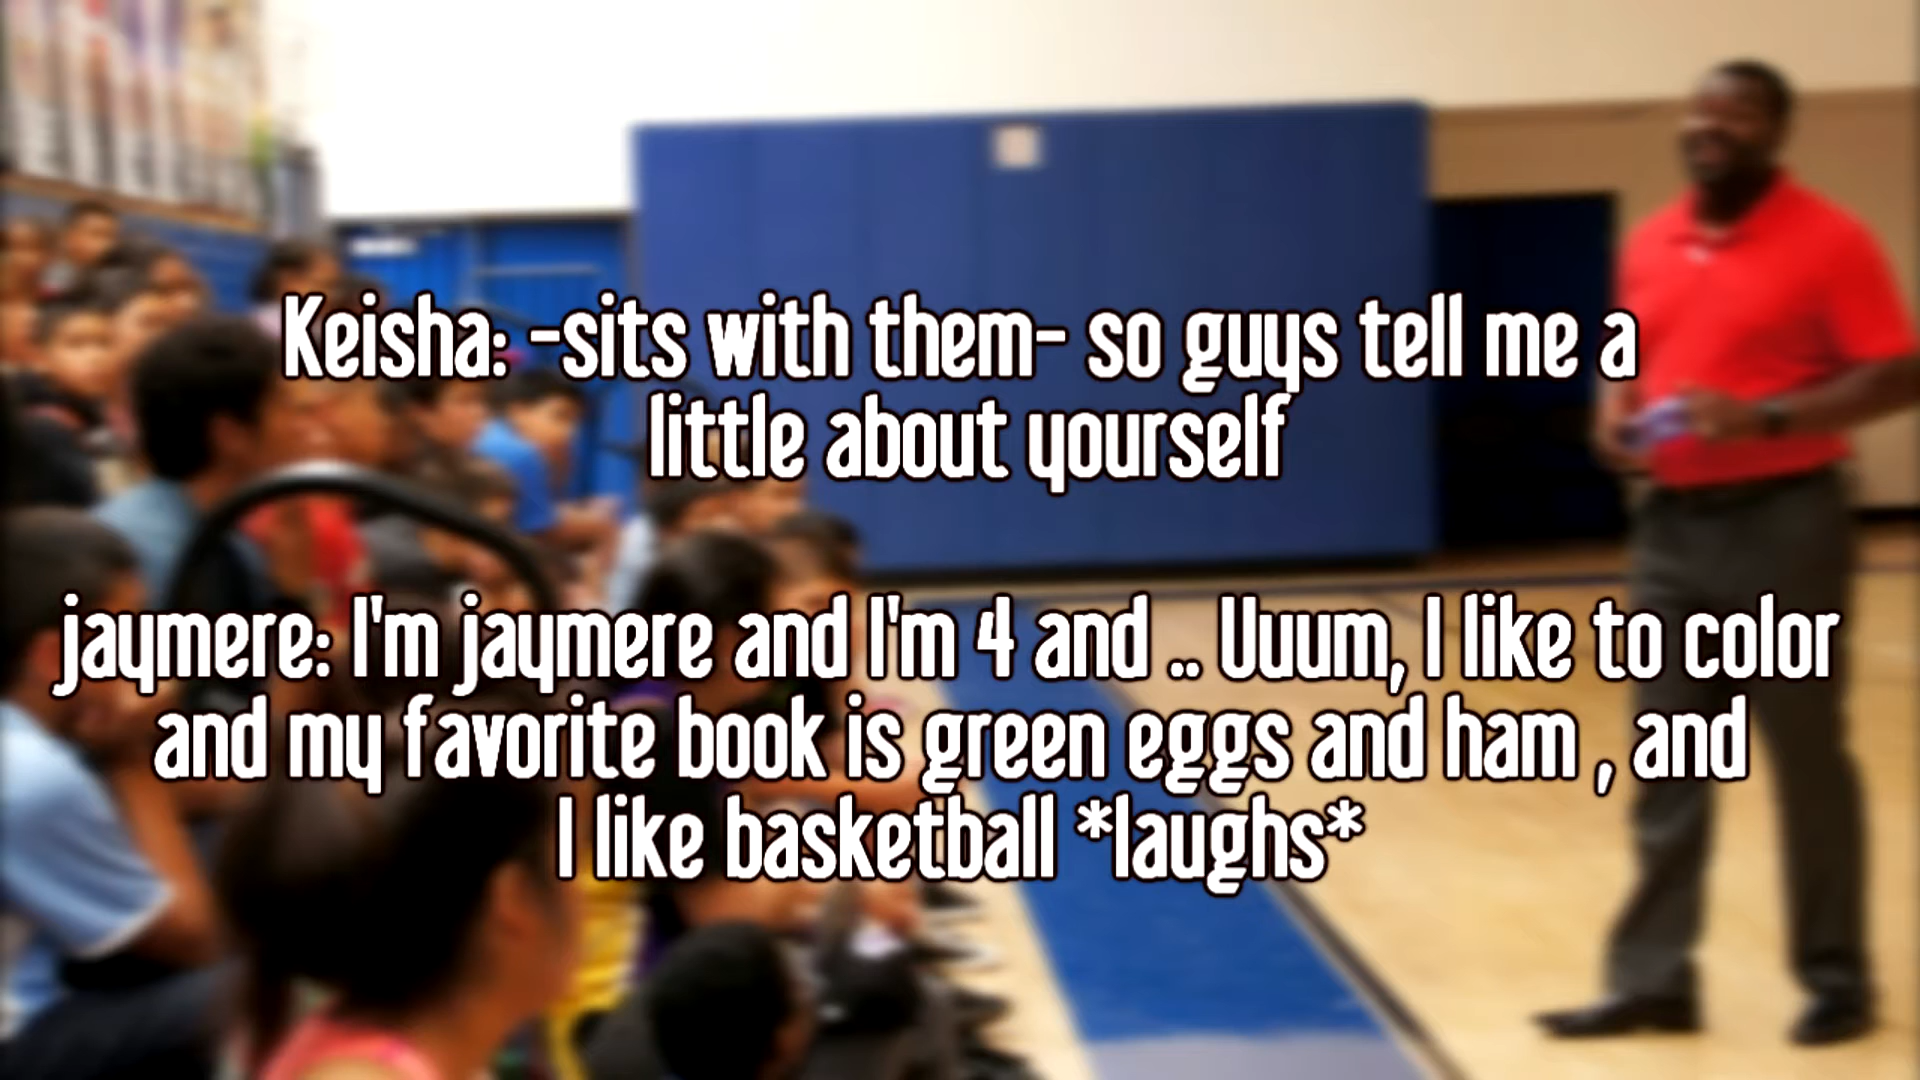 Keisha: -sits with them- so guys tell me a
little about yourself
jaymere: I'm jaymere and I'm 4 and .. Uuum, I like to color
and my favorite book is green eggs and ham , and
I like basketball *laughs*